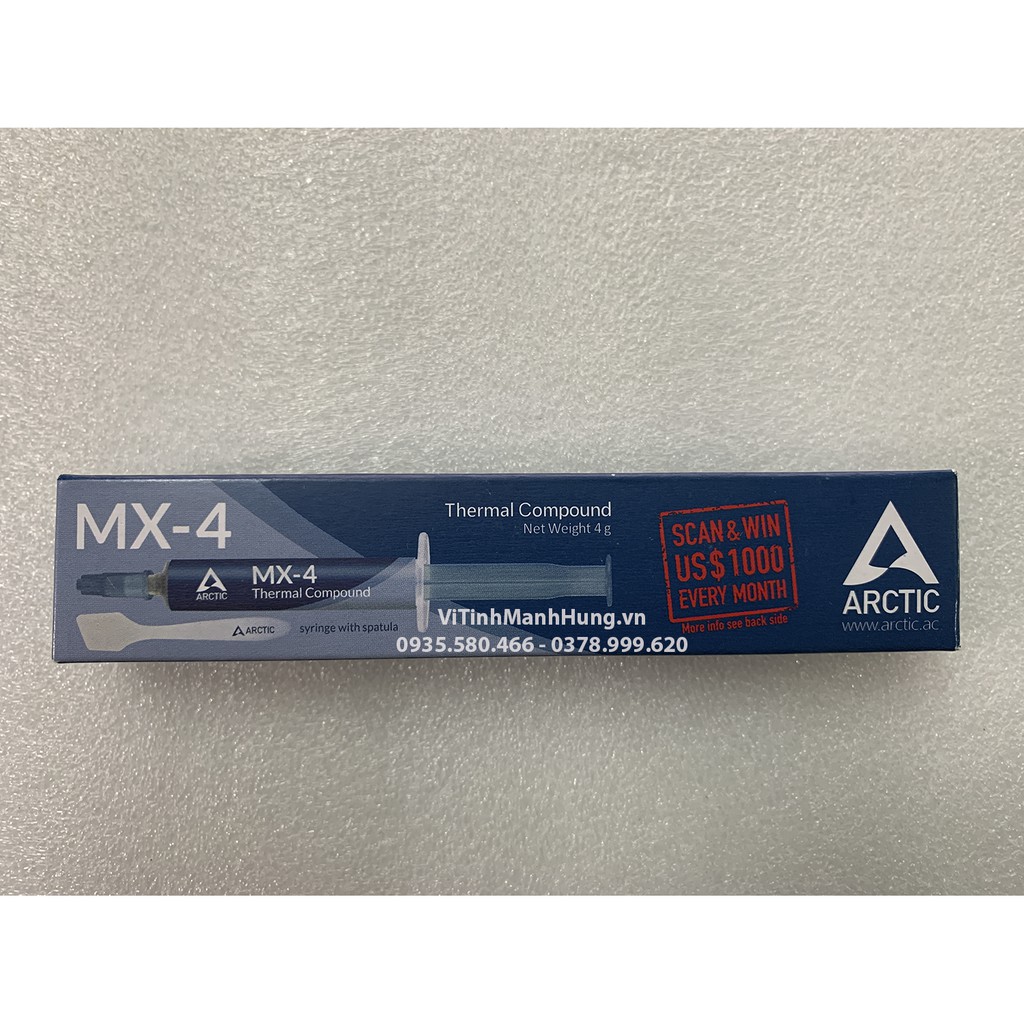 MX-4
Thermal Compound
Net Weight 4 g
SCAN & WIN
US$1000
EVERY MONTH
More info see back side
ARCTIC
www.arctic.ac
ARCTIC
MX-4
Thermal Compound
ARCTIC
syringe with spatula
ViTinhManhHung.vn
0935.580.466 - 0378.999.620